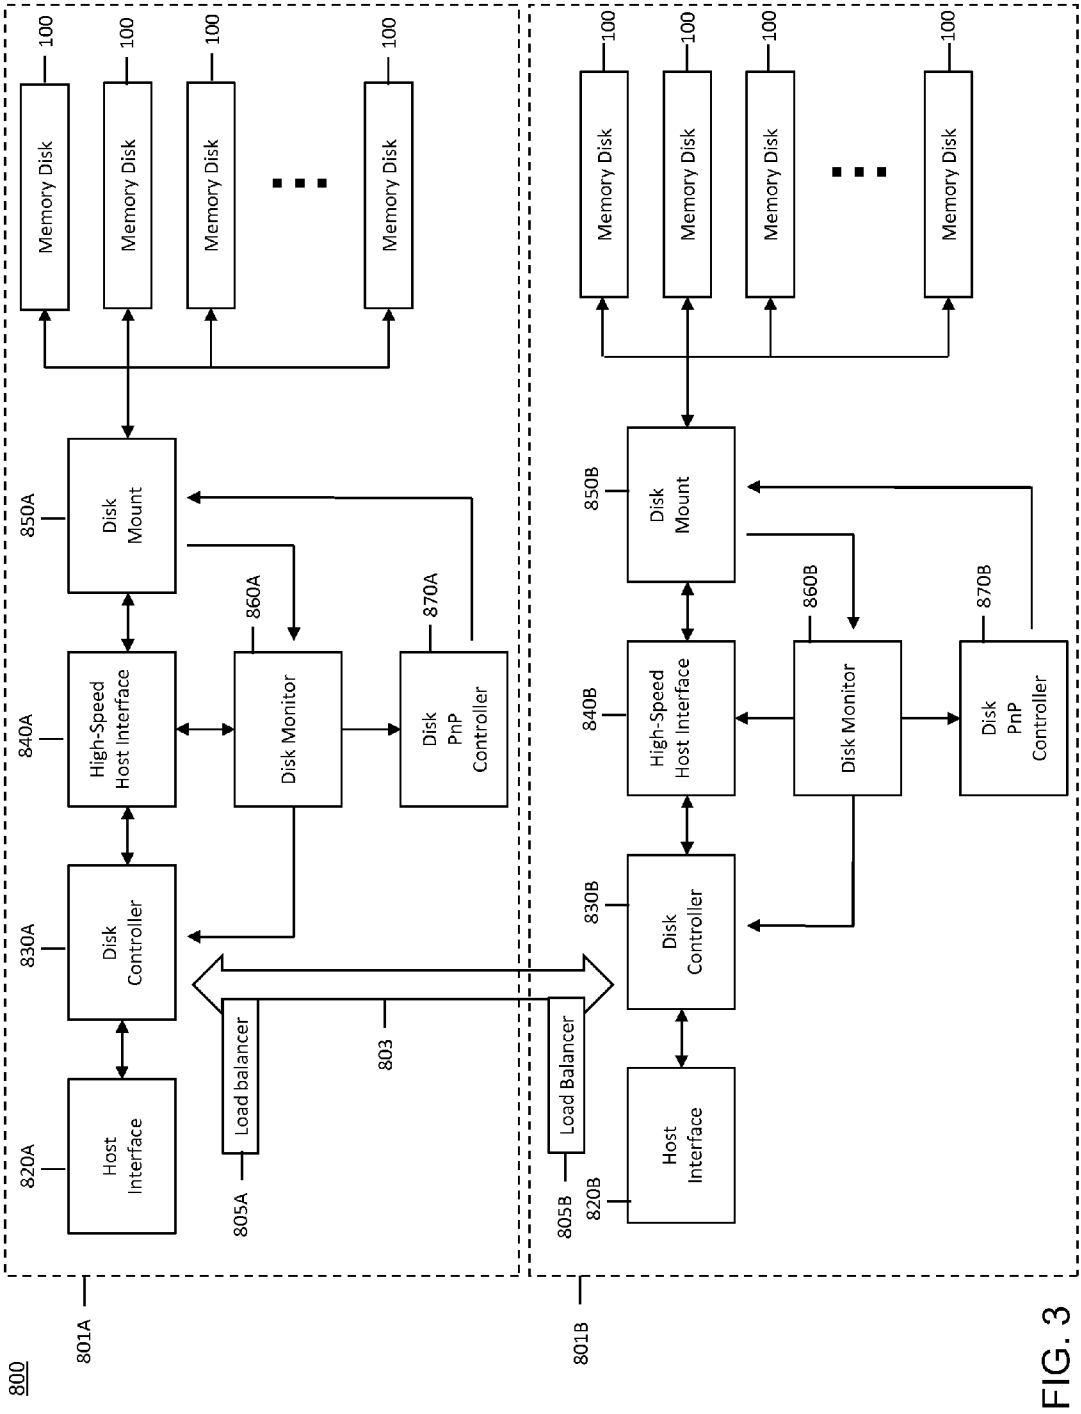 800
801A
820A
Host
Interface
830A
Disk
Controller
840A
High-Speed
Host Interface
850A
Disk
Mount
Memory Disk
100
Memory Disk
100
Memory Disk
100
Memory Disk
100
805A
Load balancer
803
860A
Disk Monitor
870A
Disk
PnP
Controller
801B
805B
Load Balancer
820B
Host
Interface
830B
Disk
Controller
840B
High-Speed
Host Interface
850B
Disk
Mount
Memory Disk
100
Memory Disk
100
Memory Disk
100
Memory Disk
100
860B
Disk Monitor
870B
Disk
PnP
Controller
FIG. 3